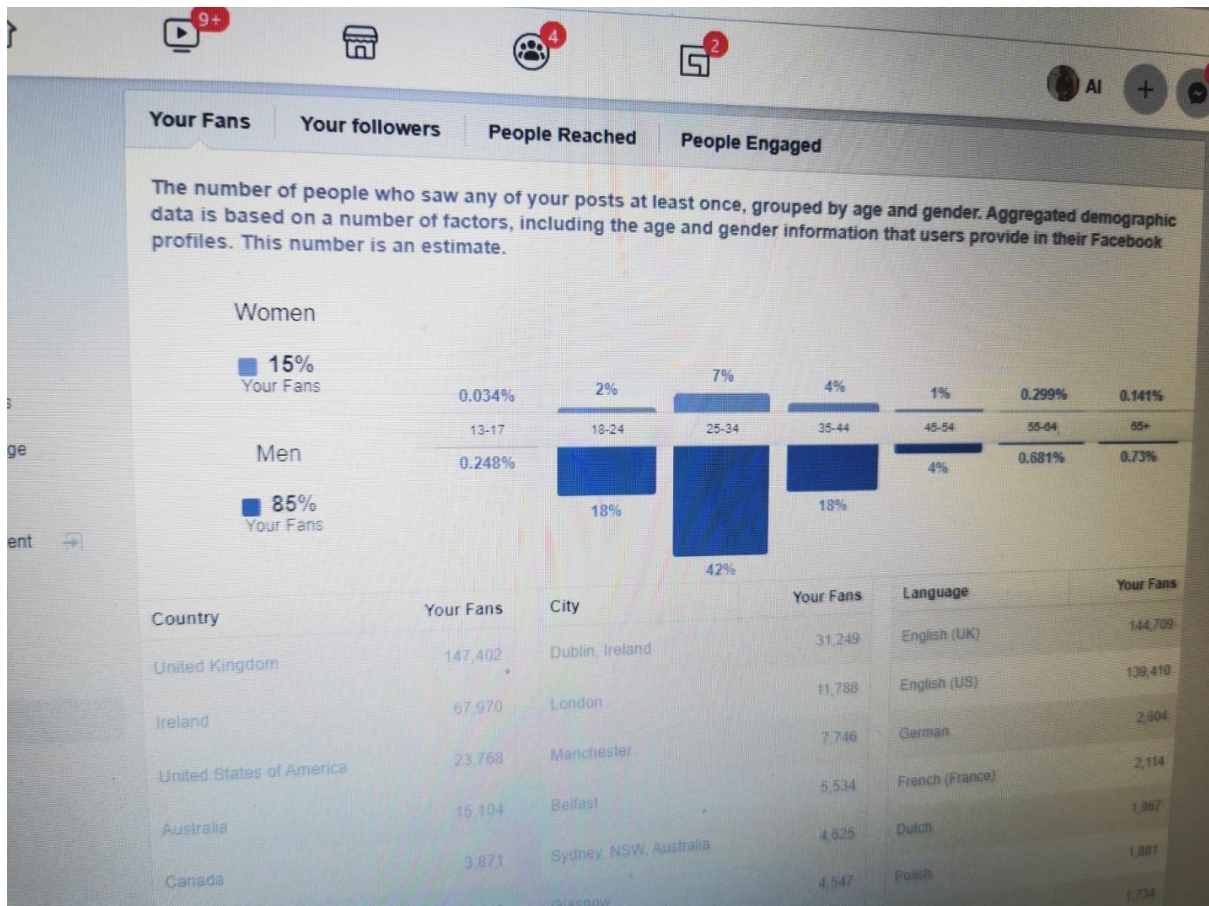 9+
4
2
AI
Your Fans
Your followers
People Reached
People Engaged
The number of people who saw any of your posts at least once, grouped by age and gender. Aggregated demographic
data is based on a number of factors, including the age and gender information that users provide in their Facebook
profiles. This number is an estimate.
Women
15%
Your Fans
0.034% 2% 7% 4% 1% 0.299% 0.141%
13-17 18-24 25-34 35-44 45-54 55-64 65+
Men
0.248% 18% 42% 18% 4% 0.681% 0.73%
85%
Your Fans
ge
ent
Country Your Fans City Your Fans Language Your Fans
United Kingdom 147,402 Dublin, Ireland 31,249 English (UK) 144,709
Ireland 67,970 London 11,788 English (US) 139,410
United States of America 23,768 Manchester 7,746 German 2,604
Australia 15,104 Belfast 5,534 French (France) 2,114
Canada 3,871 Sydney, NSW, Australia 4,625 Dutch 1,967
Glasgow 4,547 Polish 1,881
1,734